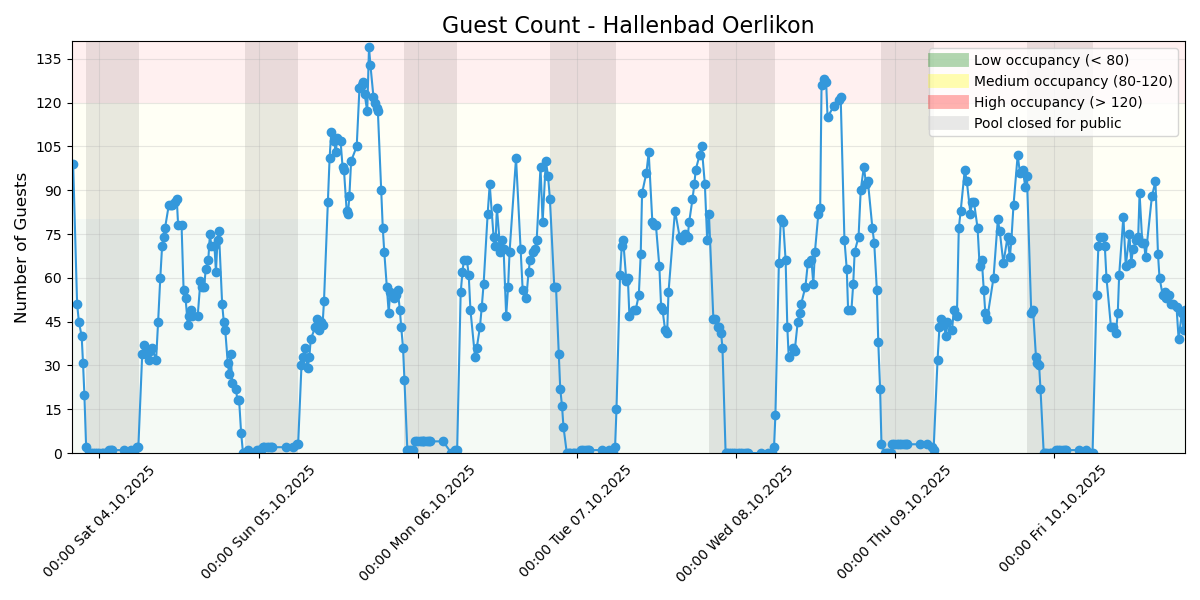 Guest Count - Hallenbad Oerlikon
Low occupancy (< 80)
Medium occupancy (80-120)
High occupancy (> 120)
Pool closed for public
Number of Guests
135
120
105
90
75
60
45
30
15
0
00:00 Sat 04.10.2025
00:00 Sun 05.10.2025
00:00 Mon 06.10.2025
00:00 Tue 07.10.2025
00:00 Wed 08.10.2025
00:00 Thu 09.10.2025
00:00 Fri 10.10.2025